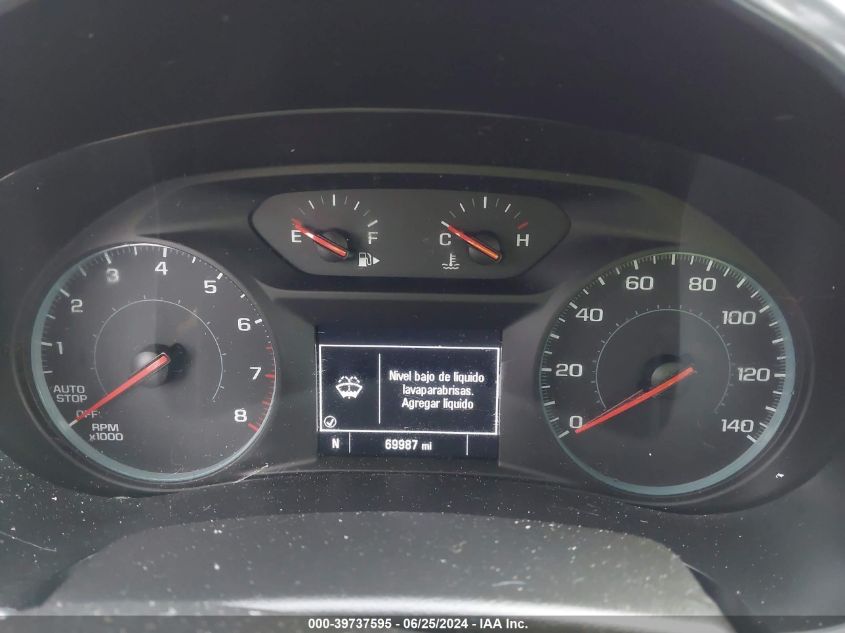 E F C H
1 2 3 4 5 6 7 8
AUTO
STOP
OFF
RPM
x1000
0 20 40 60 80 100 120 140
Nivel bajo de líquido
lavaparabrisas.
Agregar líquido
N 69987 mi
000-39737595 - 06/25/2024 - IAA Inc.